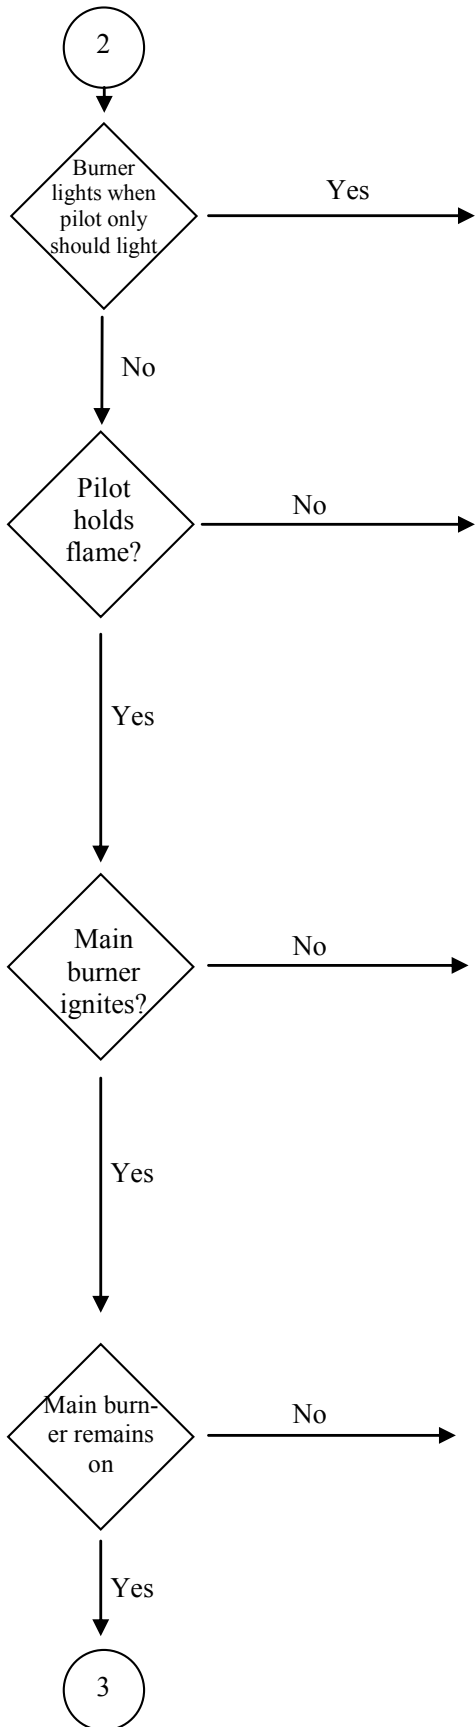 2
Burner
lights when
pilot only
should light
Yes
No
Pilot
holds
flame?
No
Yes
Main
burner
ignites?
No
Yes
Main burn-
er remains
on
No
Yes
3